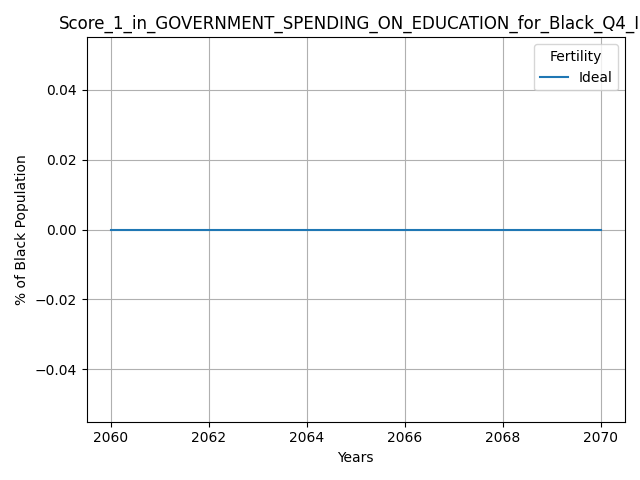 Score_1_in_GOVERNMENT_SPENDING_ON_EDUCATION_for_Black_Q4_I
Fertility
Ideal
0.04
0.02
0.00
−0.02
−0.04
% of Black Population
2060 2062 2064 2066 2068 2070
Years